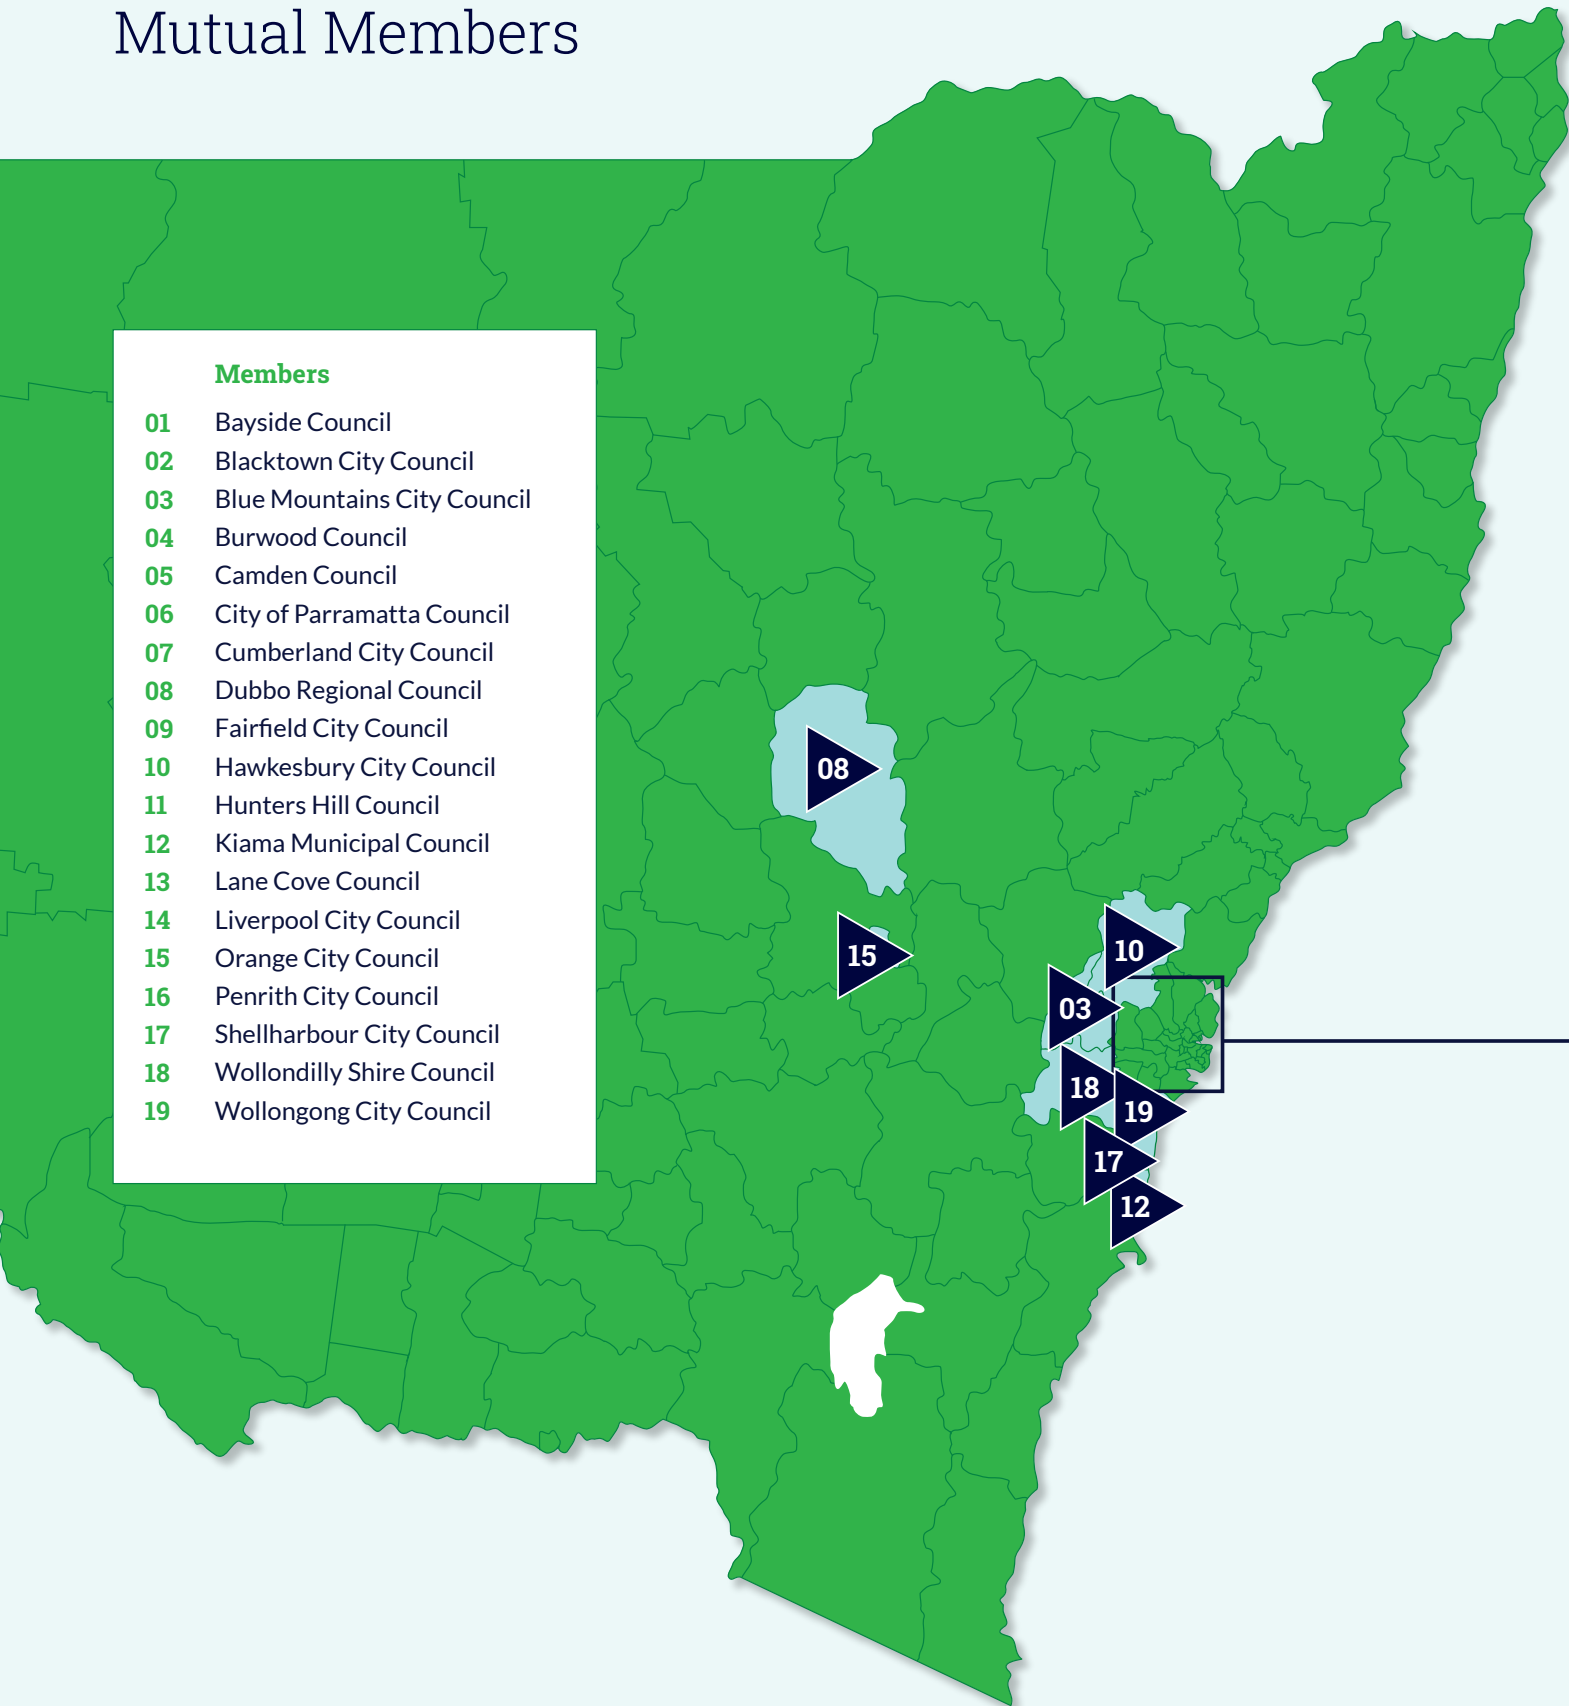 Mutual Members
Members
01 Bayside Council
02 Blacktown City Council
03 Blue Mountains City Council
04 Burwood Council
05 Camden Council
06 City of Parramatta Council
07 Cumberland City Council
08 Dubbo Regional Council
09 Fairfield City Council
10 Hawkesbury City Council
11 Hunters Hill Council
12 Kiama Municipal Council
13 Lane Cove Council
14 Liverpool City Council
15 Orange City Council
16 Penrith City Council
17 Shellharbour City Council
18 Wollondilly Shire Council
19 Wollongong City Council
08
15
10
03
18
19
17
12